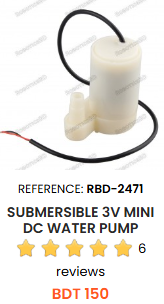 REFERENCE: RBD-2471
SUBMERSIBLE 3V MINI
DC WATER PUMP
6
reviews
BDT 150